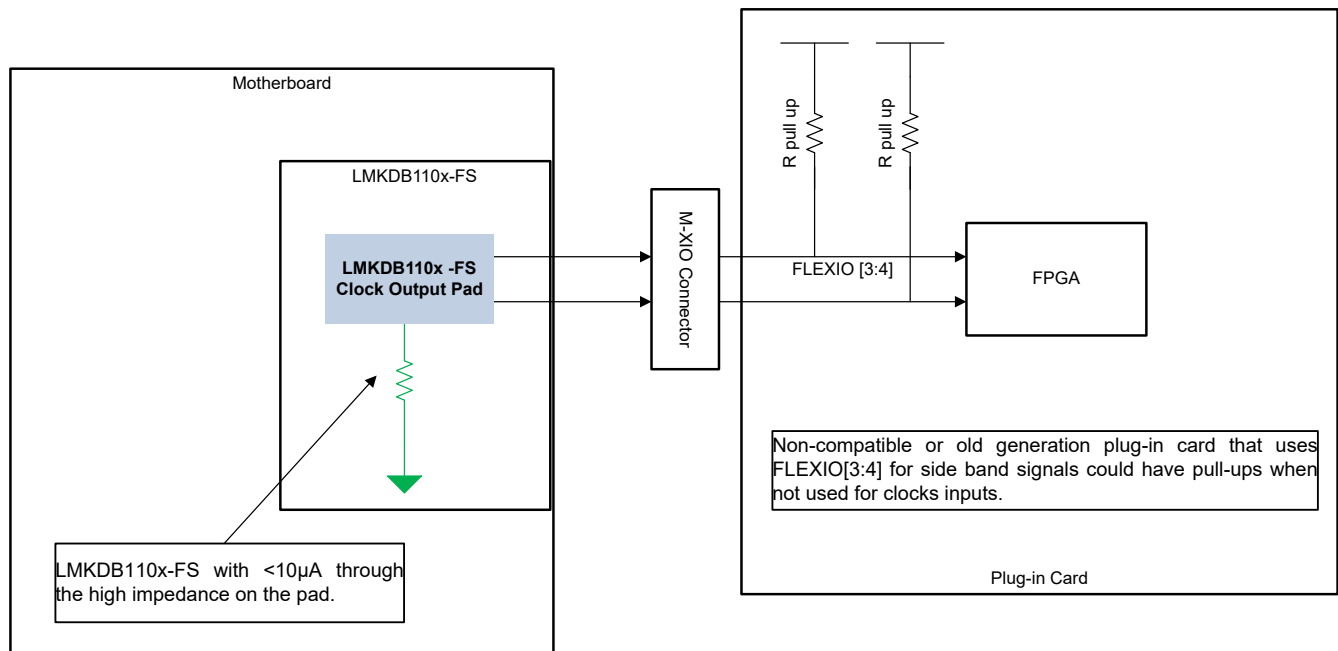 Motherboard
LMKDB110x-FS
LMKDB110x -FS
Clock Output Pad
LMKDB110x-FS with <10µA through
the high impedance on the pad.
M-XIO Connector
R pull up
R pull up
FLEXIO [3:4]
FPGA
Non-compatible or old generation plug-in card that uses
FLEXIO[3:4] for side band signals could have pull-ups when
not used for clocks inputs.
Plug-in Card